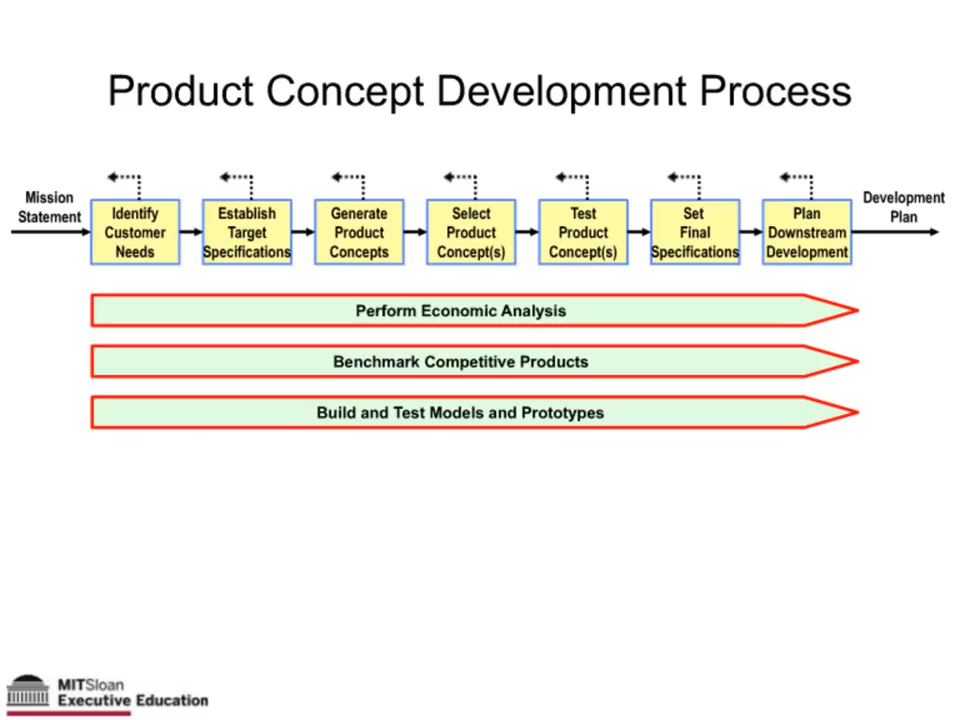 Product Concept Development Process
Mission
Statement
Identify
Customer
Needs
Establish
Target
Specifications
Generate
Product
Concepts
Select
Product
Concept(s)
Test
Product
Concept(s)
Set
Final
Specifications
Plan
Downstream
Development
Development
Plan
Perform Economic Analysis
Benchmark Competitive Products
Build and Test Models and Prototypes
MITSloan
Executive Education